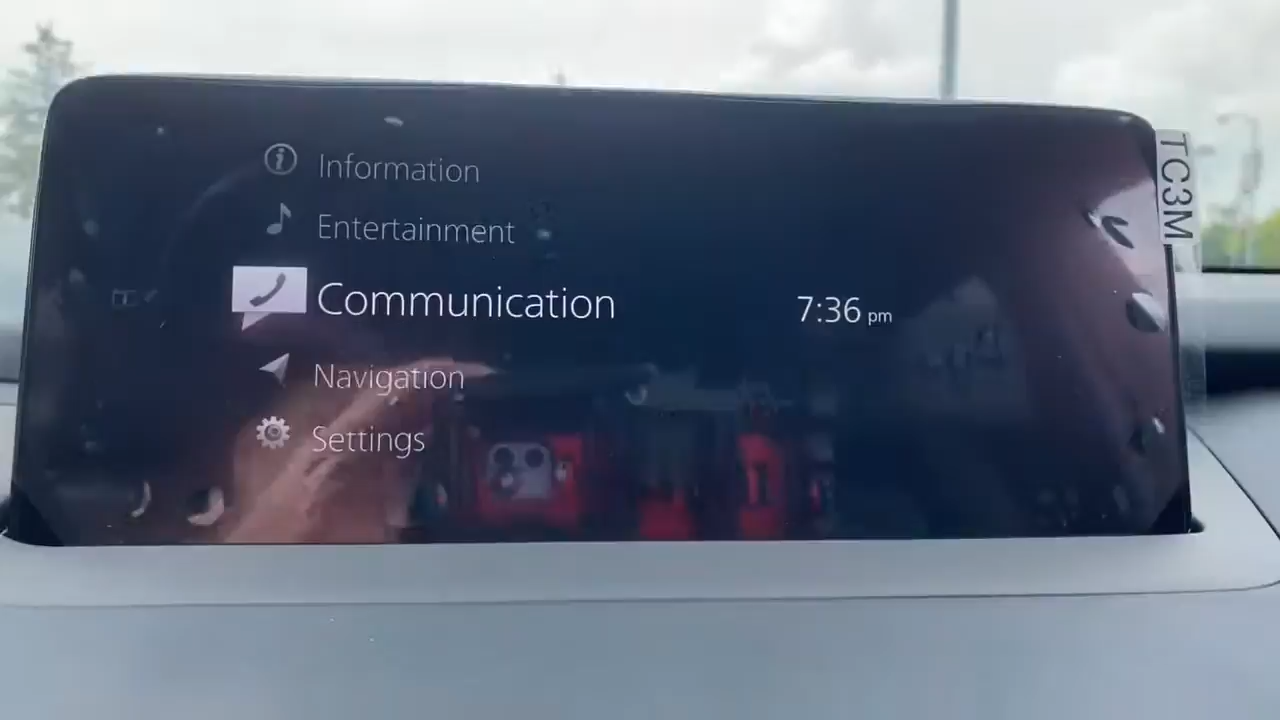 Information
Entertainment
Communication
7:36 pm
Navigation
Settings
TC3M